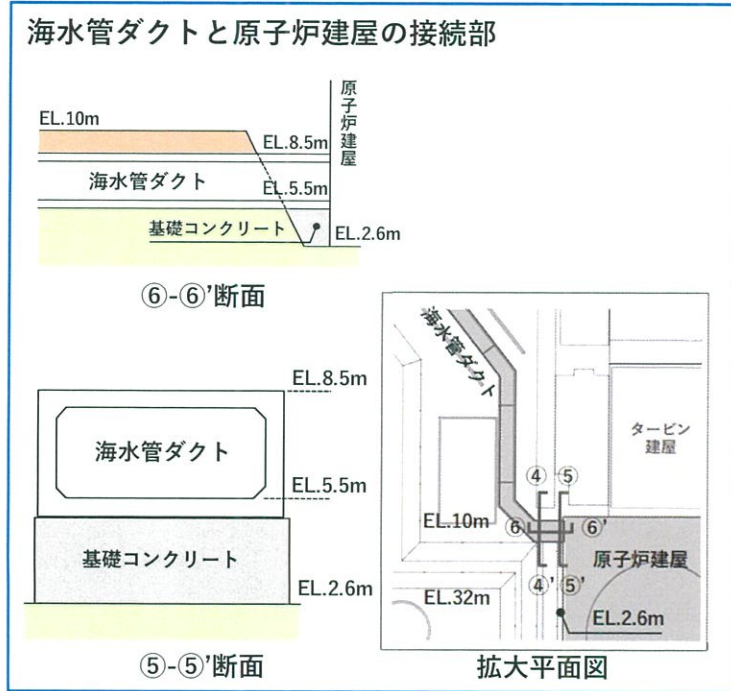 海水管ダクトと原子炉建屋の接続部
原子炉建屋
EL.10m
EL.8.5m
海水管ダクト
EL.5.5m
基礎コンクリート
EL.2.6m
⑥-⑥'断面
EL.8.5m
海水管ダクト
EL.5.5m
基礎コンクリート
EL.2.6m
⑤-⑤'断面
海水管ダクト
タービン
建屋
④ ⑤
EL.10m
⑥ ⑥'
原子炉建屋
④' ⑤'
EL.32m
EL.2.6m
拡大平面図